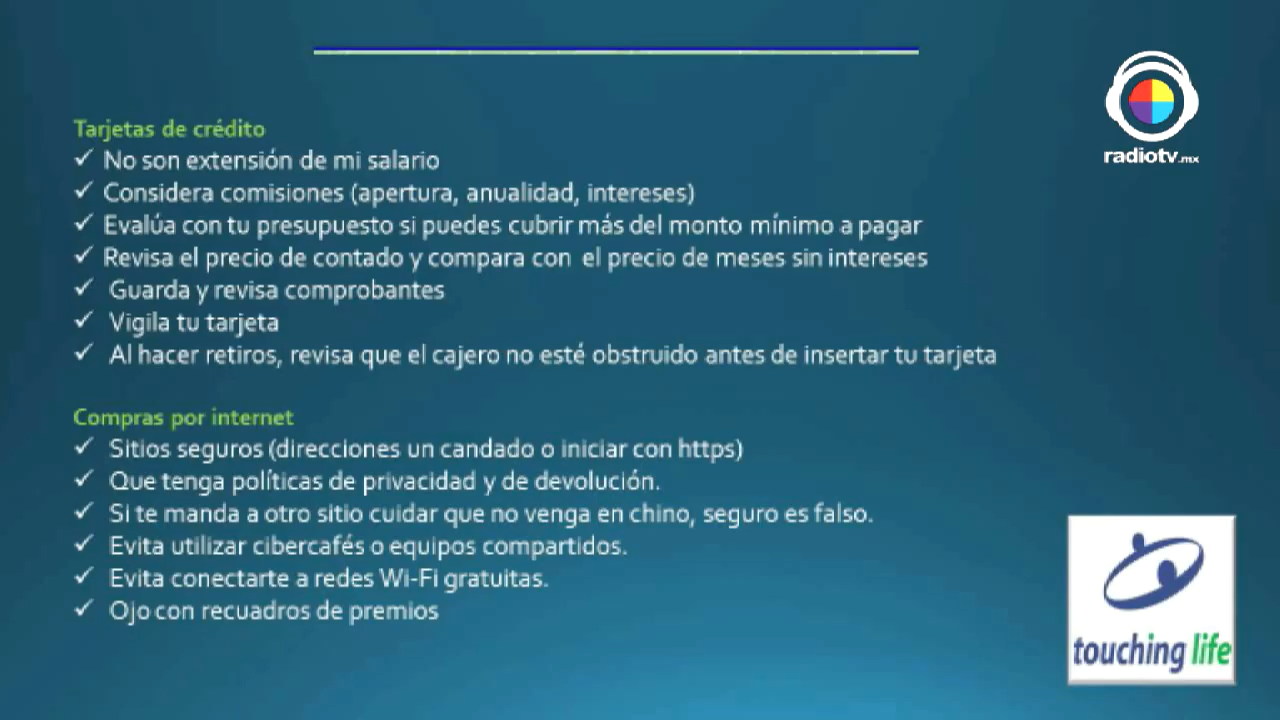 radiotv.mx
Tarjetas de crédito
✓ No son extensión de mi salario
✓ Considera comisiones (apertura, anualidad, intereses)
✓ Evalúa con tu presupuesto si puedes cubrir más del monto mínimo a pagar
✓ Revisa el precio de contado y compara con el precio de meses sin intereses
✓ Guarda y revisa comprobantes
✓ Vigila tu tarjeta
✓ Al hacer retiros, revisa que el cajero no esté obstruido antes de insertar tu tarjeta
Compras por internet
✓ Sitios seguros (direcciones un candado o iniciar con https)
✓ Que tenga políticas de privacidad y de devolución.
✓ Si te manda a otro sitio cuidar que no venga en chino, seguro es falso.
✓ Evita utilizar cibercafés o equipos compartidos.
✓ Evita conectarte a redes Wi-Fi gratuitas.
✓ Ojo con recuadros de premios
touching life